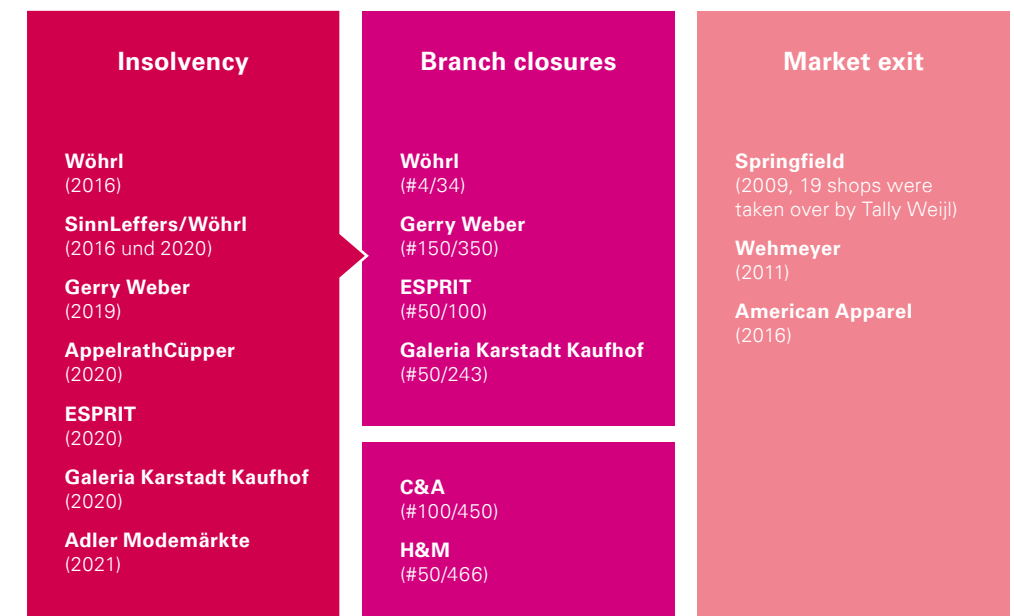 Insolvency
Wöhrl
(2016)
SinnLeffers/Wöhrl
(2016 und 2020)
Gerry Weber
(2019)
AppelrathCüpper
(2020)
ESPRIT
(2020)
Galeria Karstadt Kaufhof
(2020)
Adler Modemärkte
(2021)
Branch closures
Wöhrl
(#4/34)
Gerry Weber
(#150/350)
ESPRIT
(#50/100)
Galeria Karstadt Kaufhof
(#50/243)
C&A
(#100/450)
H&M
(#50/466)
Market exit
Springfield
(2009, 19 shops were
taken over by Tally Weijl)
Wehmeyer
(2011)
American Apparel
(2016)